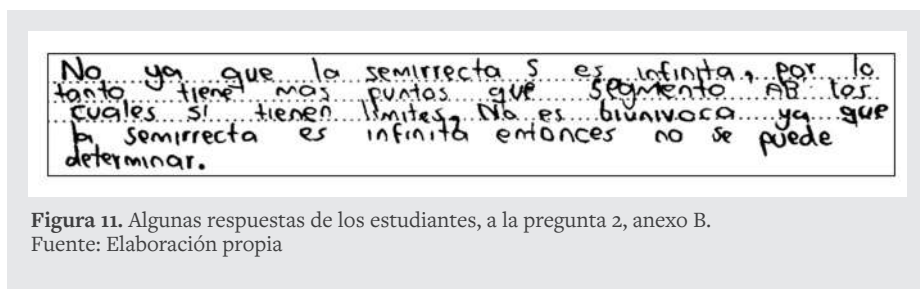 No ya que la semirrecta S es infinita, por lo
tanto tiene mas puntos que segmento AB los
cuales si tienen límites, No es biunivoca ya que
la semirrecta es infinita entonces no se puede
determinar.
Figura 11. Algunas respuestas de los estudiantes, a la pregunta 2, anexo B.
Fuente: Elaboración propia